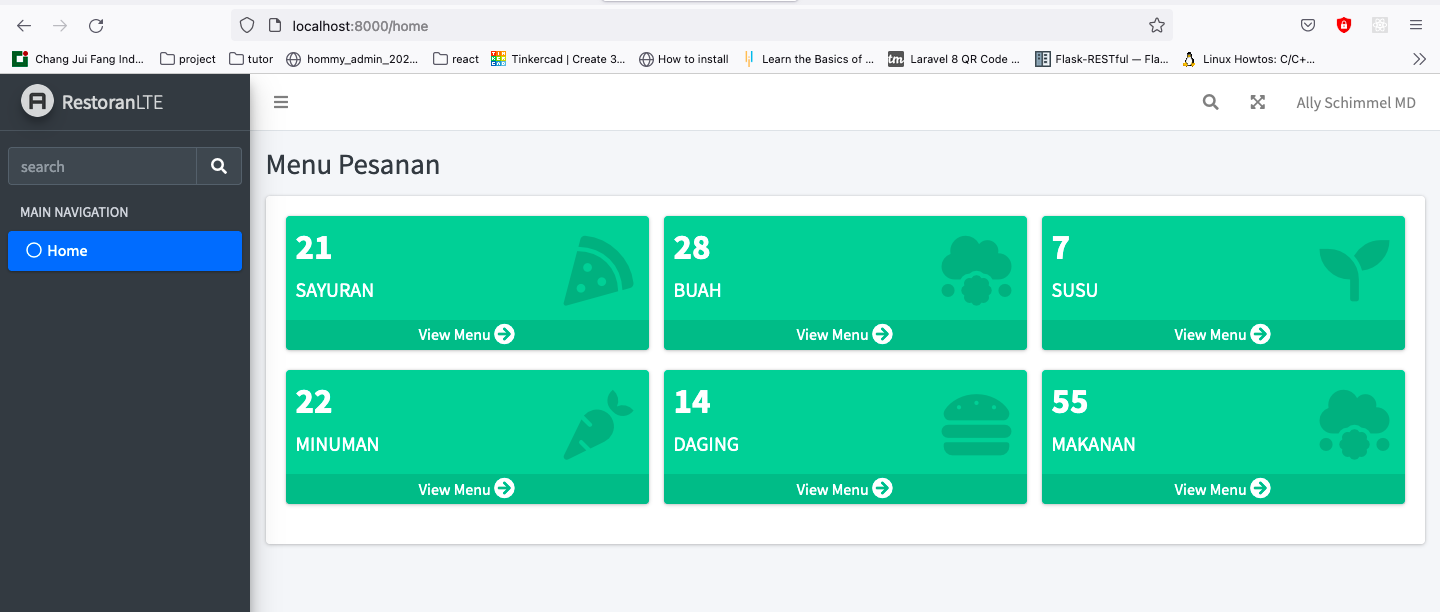 localhost:8000/home
Chang Jui Fang Ind...
project
tutor
hommy_admin_202...
react
Tinkercad | Create 3...
How to install
Learn the Basics of ...
tm
Laravel 8 QR Code ...
Flask-RESTful — Fla...
Linux Howtos: C/C+...
RestoranLTE
Ally Schimmel MD
search
MAIN NAVIGATION
Home
Menu Pesanan
21
SAYURAN
View Menu
28
BUAH
View Menu
7
SUSU
View Menu
22
MINUMAN
View Menu
14
DAGING
View Menu
55
MAKANAN
View Menu